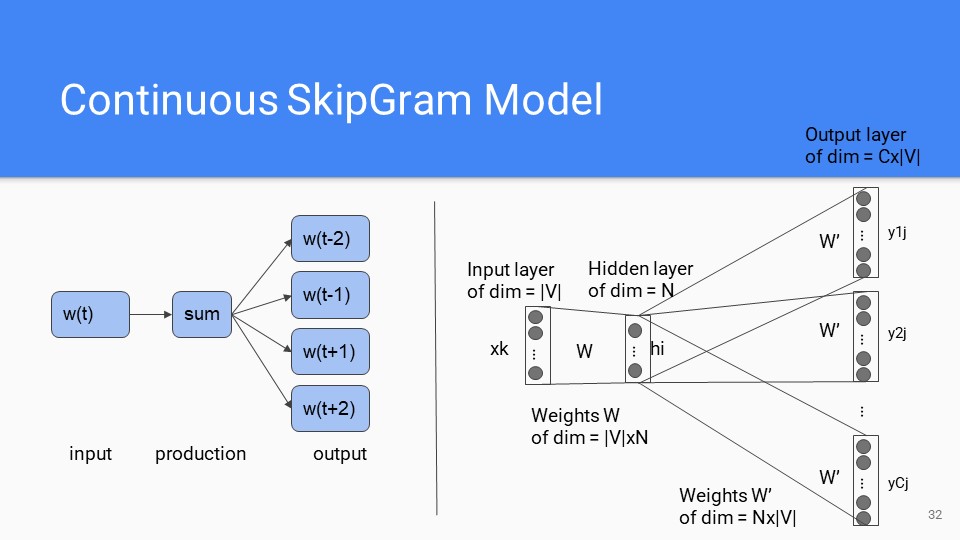 Continuous SkipGram Model
Output layer
of dim = Cx|V|
w(t)
sum
w(t-2)
w(t-1)
w(t+1)
w(t+2)
input
production
output
Input layer
of dim = |V|
Hidden layer
of dim = N
xk
W
hi
Weights W
of dim = |V|xN
W'
y1j
W'
y2j
...
W'
yCj
Weights W'
of dim = Nx|V|
32